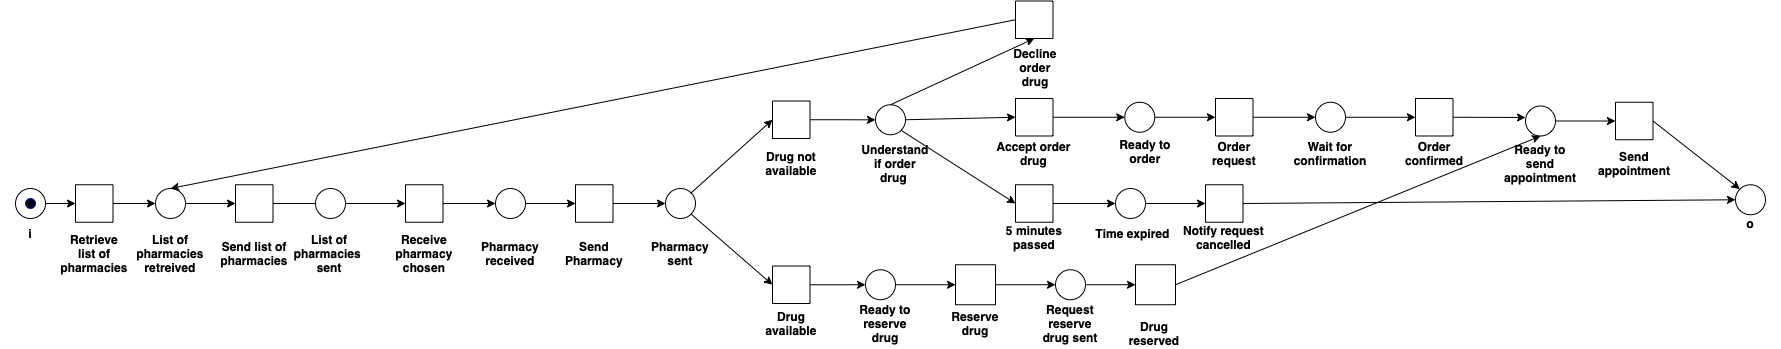 Decline
order
drug
Drug not
available
Understand
if order
drug
Accept order
drug
Ready to
order
Order
request
Wait for
confirmation
Order
confirmed
Ready to
send
appointment
Send
appointment
i
Retrieve
list of
pharmacies
List of
pharmacies
retreived
Send list of
pharmacies
List of
pharmacies
sent
Receive
pharmacy
chosen
Pharmacy
received
Send
Pharmacy
Pharmacy
sent
5 minutes
passed
Time expired
Notify request
cancelled
o
Drug
available
Ready to
reserve
drug
Reserve
drug
Request
reserve
drug sent
Drug
reserved